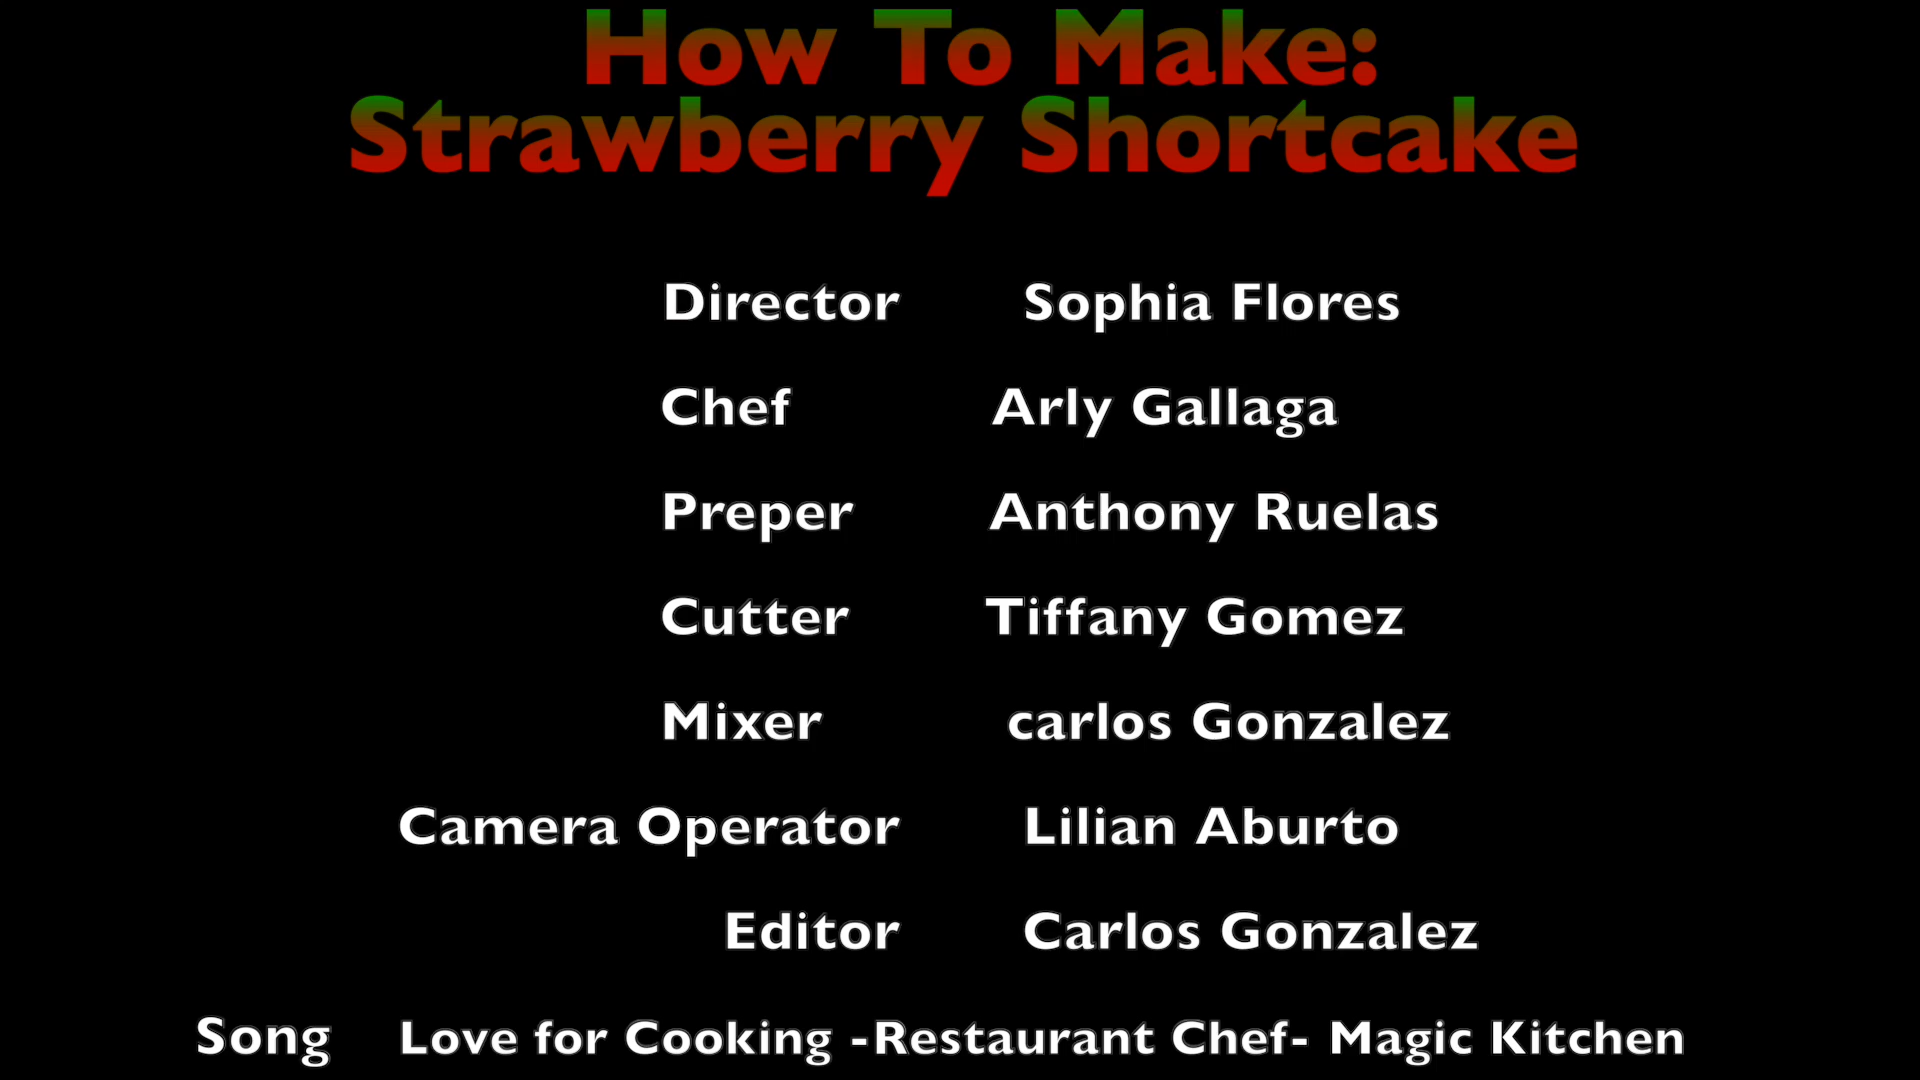 How To Make:
Strawberry Shortcake
Director Sophia Flores
Chef Arly Gallaga
Preper Anthony Ruelas
Cutter Tiffany Gomez
Mixer carlos Gonzalez
Camera Operator Lilian Aburto
Editor Carlos Gonzalez
Song Love for Cooking -Restaurant Chef- Magic Kitchen